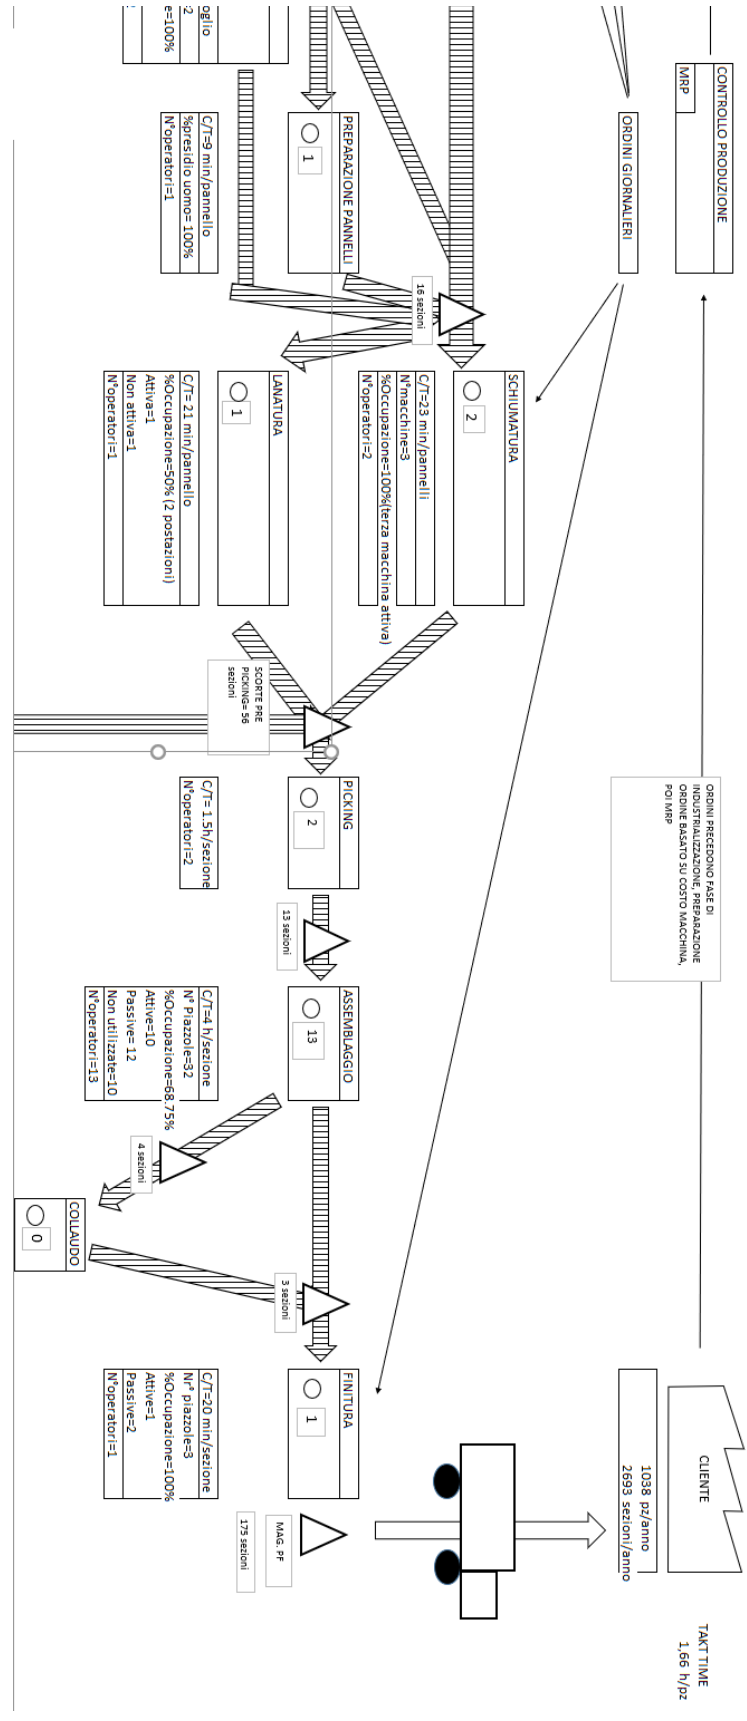 CONTROLLO PRODUZIONE
MRP
ORDINI GIORNALIERI
ORDINI PRECEDONO FASE DI
INDUSTRIALIZZAZIONE, PREPARAZIONE
ORDINE BASATO SU COSTO MACCHINA,
POI MRP
CLIENTE
1038 pz/anno
2693 sezioni/anno
TAKT TIME
1,66 h/pz
oglio
2
e=100%
PREPARAZIONE PANNELLI
1
C/T=9 min/pannello
%presidio uomo= 100%
N°operatori=1
16 sezioni
SCHIUMATURA
2
C/T=23 min/pannelli
N°macchine=3
%Occupazione=100%(terza macchina attiva)
N°operatori=2
LANATURA
1
C/T= 21 min/pannello
%Occupazione=50% (2 postazioni)
Attiva=1
Non attiva=1
N°operatori=1
SCORTE PRE
PICKING= 56
sezioni
PICKING
2
C/T= 1.5h/sezione
N°operatori=2
13 sezioni
ASSEMBLAGGIO
13
C/T=4 h/sezione
N° Piazzole=32
%Occupazione=68.75%
Attive=10
Passive= 12
Non utilizzate=10
N°operatori=13
4 sezioni
COLLAUDO
0
3 sezioni
FINITURA
1
C/T=20 min/sezione
Nr° piazzole=3
%Occupazione=100%
Attive=1
Passive=2
N°operatori=1
MAG. PF
175 sezioni